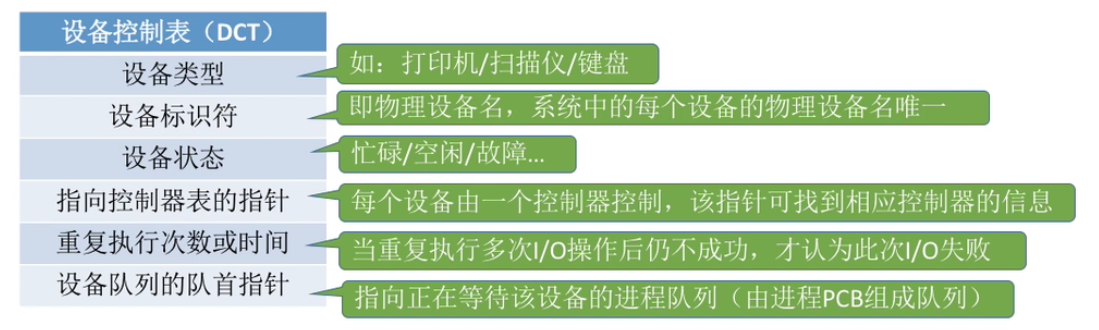 设备控制表（DCT）
设备类型
如：打印机/扫描仪/键盘
设备标识符
即物理设备名，系统中的每个设备的物理设备名唯一
设备状态
忙碌/空闲/故障...
指向控制器表的指针
每个设备由一个控制器控制，该指针可找到相应控制器的信息
重复执行次数或时间
当重复执行多次I/O操作后仍不成功，才认为此次I/O失败
设备队列的队首指针
指向正在等待该设备的进程队列（由进程PCB组成队列）